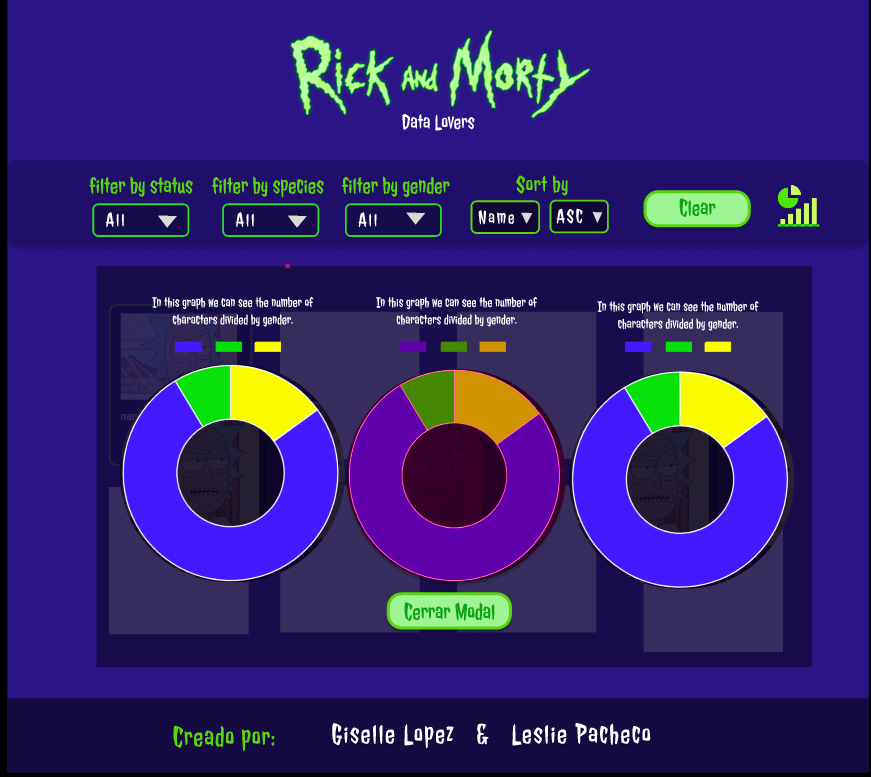 Rick And Morty
Data Lovers
filter by status
filter by species
filter by gender
Sort by
All
All
All
Name
ASC
Clear
In this graph we can see the number of
characters divided by gender.
In this graph we can see the number of
characters divided by gender.
In this graph we can see the number of
characters divided by gender.
Cerrar Modal
Creado por:
Giselle Lopez & Leslie Pacheco